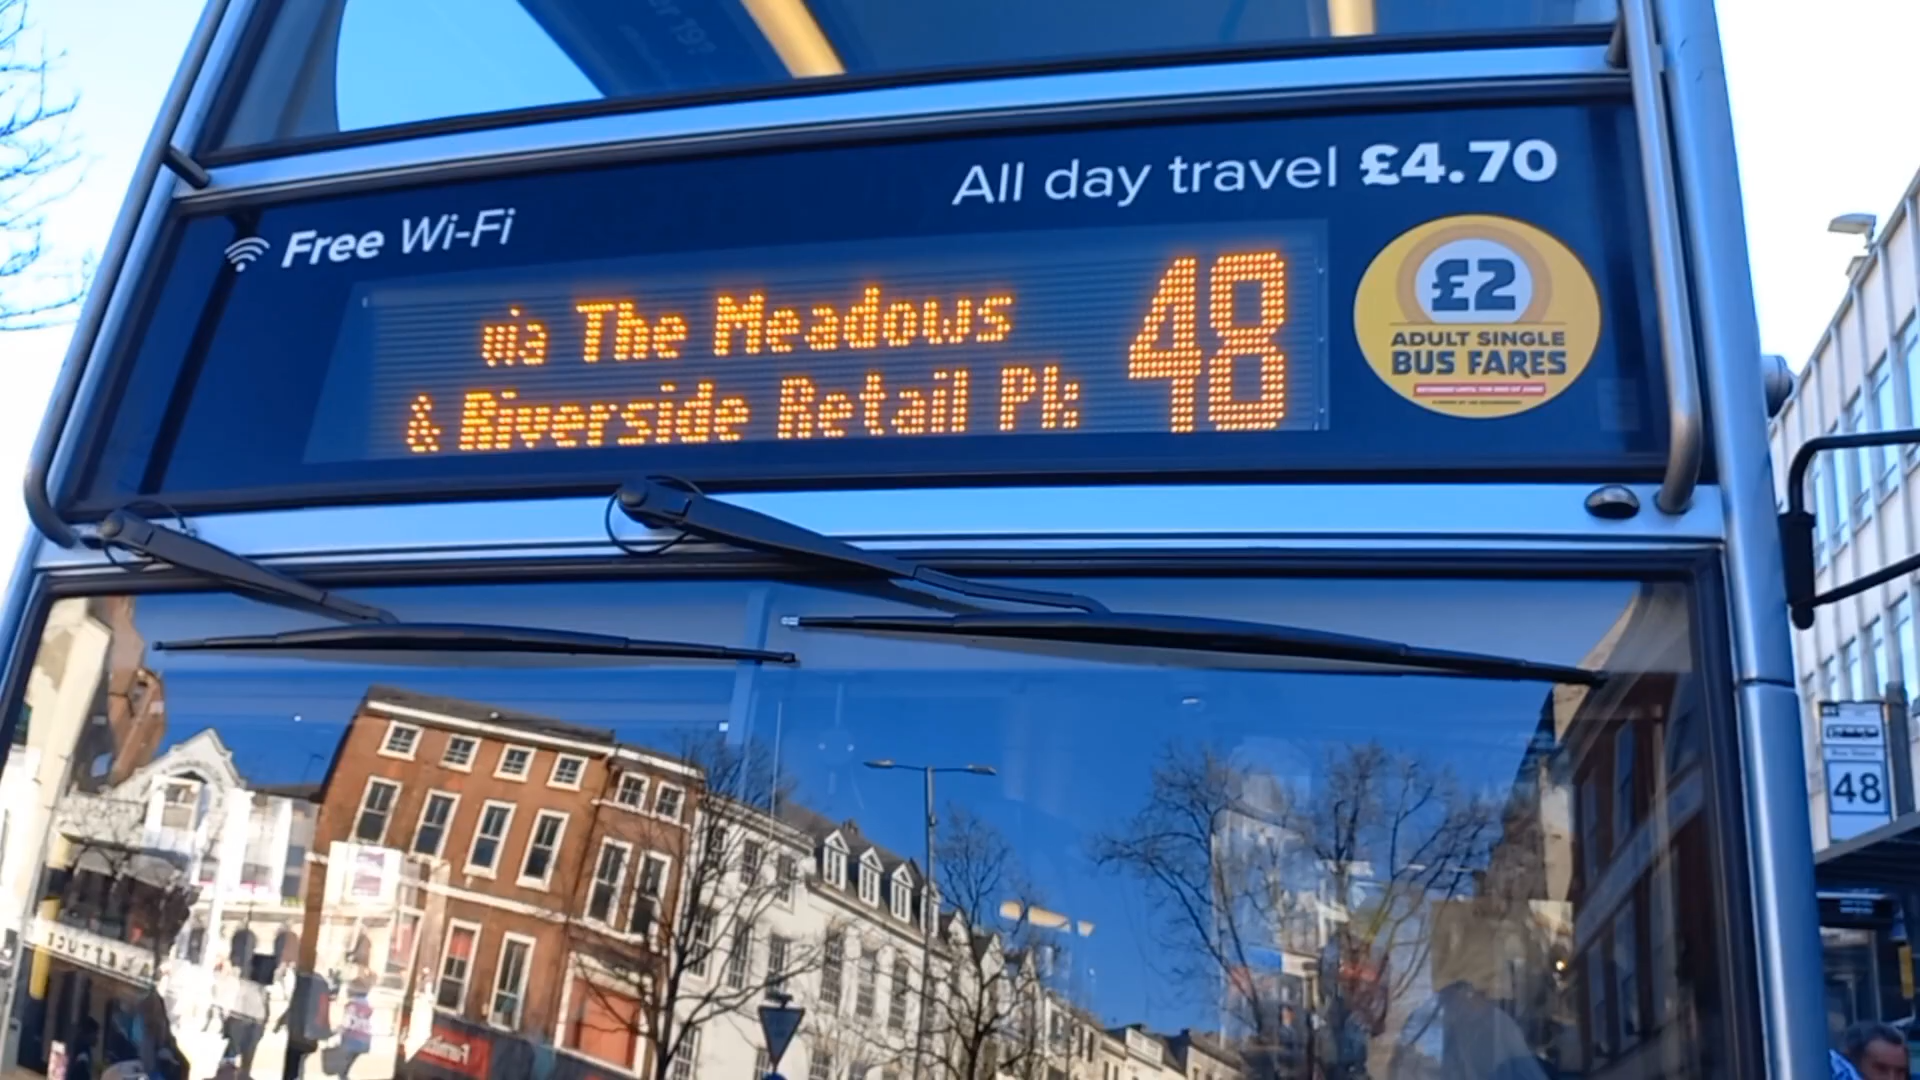 All day travel £4.70
Free Wi-Fi
via The Meadows
& Riverside Retail Pk
48
£2
ADULT SINGLE
BUS FARES
48